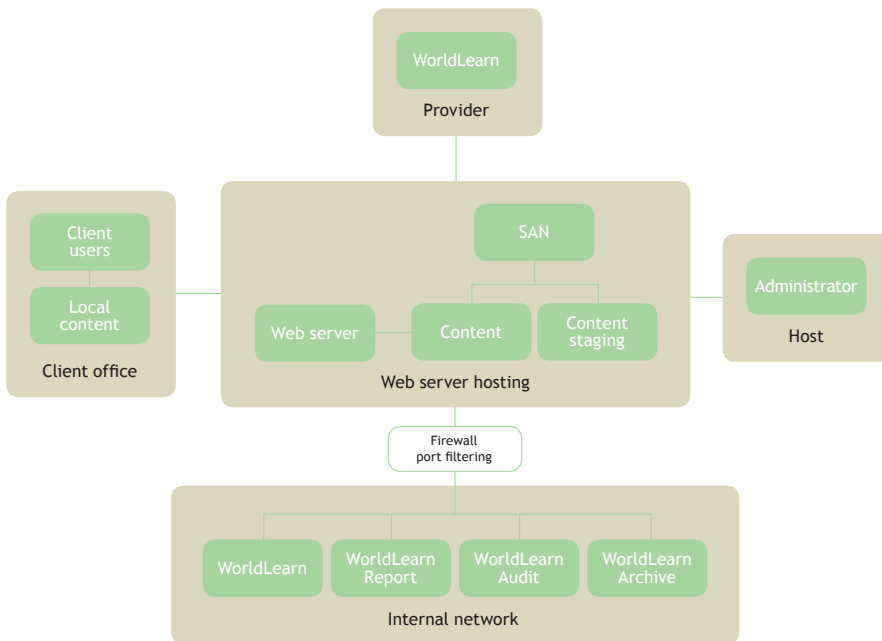 WorldLearn
Provider
Client
users
Local
content
Client office
SAN
Web server
Content
Content
staging
Web server hosting
Administrator
Host
Firewall
port filtering
WorldLearn
WorldLearn
Report
WorldLearn
Audit
WorldLearn
Archive
Internal network